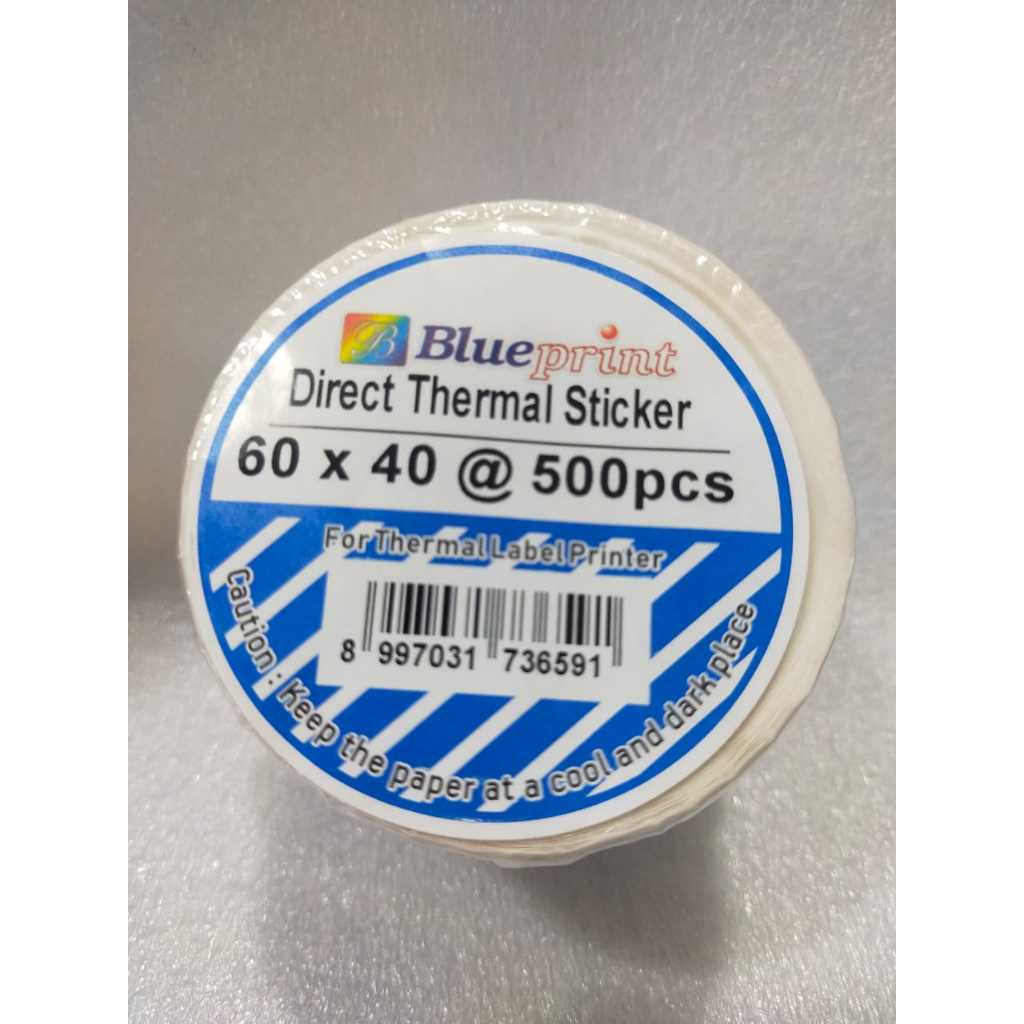 B Blueprint
Direct Thermal Sticker
60 x 40 @ 500pcs
For Thermal Label Printer
8 997031 736591
Caution : Keep the paper at a cool and dark place